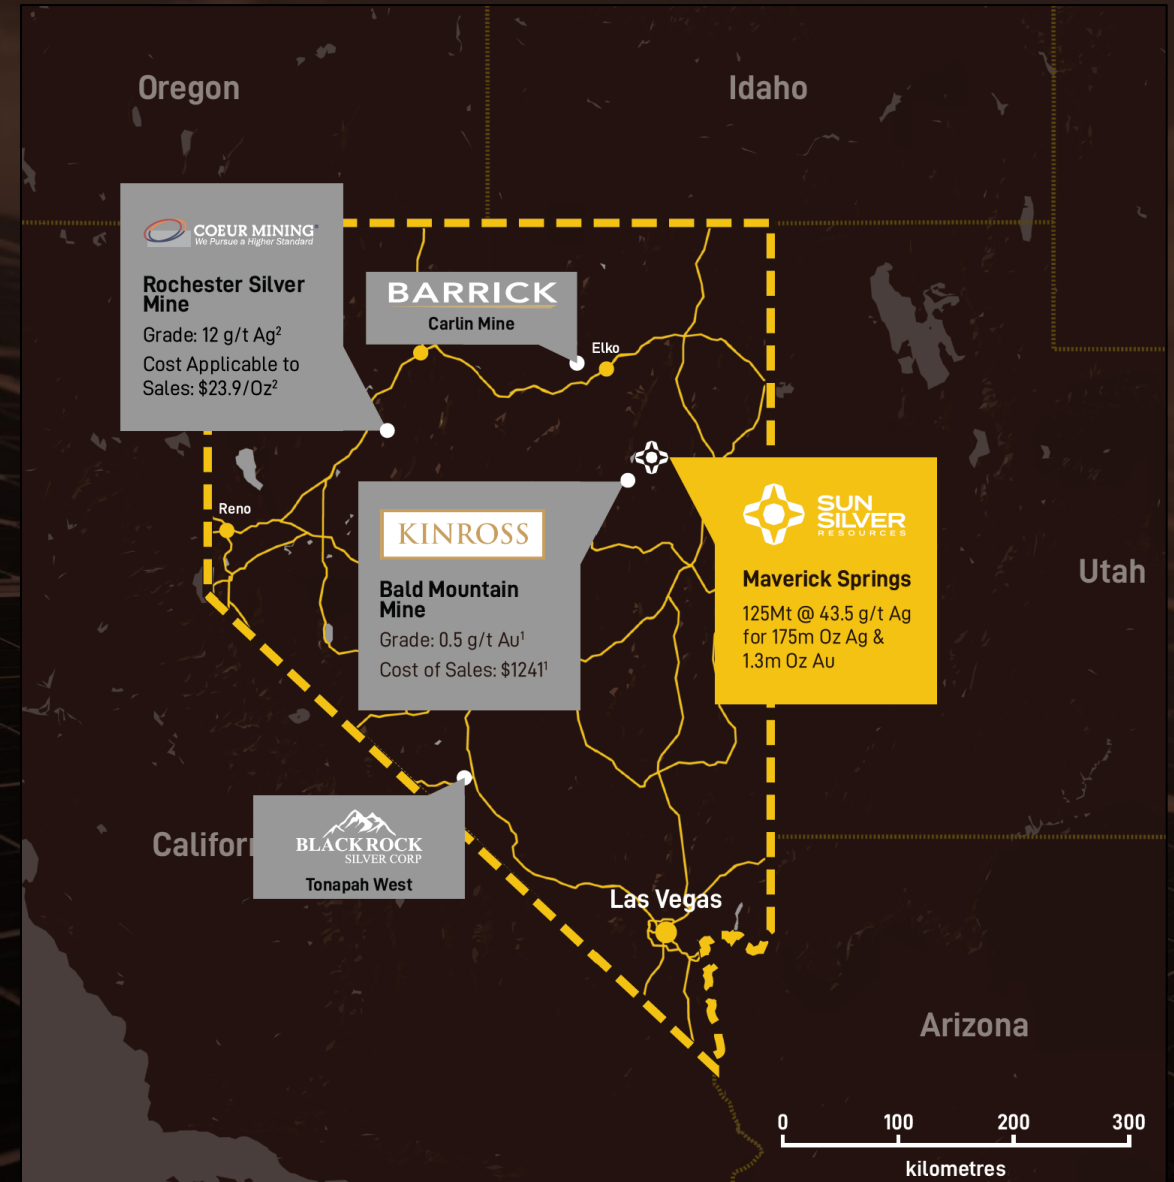 Oregon
Idaho
COEUR MINING®
We Pursue a Higher Standard
Rochester Silver
Mine
Grade: 12 g/t Ag²
Cost Applicable to
Sales: $23.9/Oz²
BARRICK
Carlin Mine
Elko
Reno
KINROSS
Bald Mountain
Mine
Grade: 0.5 g/t Au¹
Cost of Sales: $1241¹
SUN
SILVER
RESOURCES
Maverick Springs
125Mt @ 43.5 g/t Ag
for 175m Oz Ag &
1.3m Oz Au
Utah
Califor
BLACKROCK
SILVER CORP
Tonapah West
Las Vegas
Arizona
0 100 200 300
kilometres